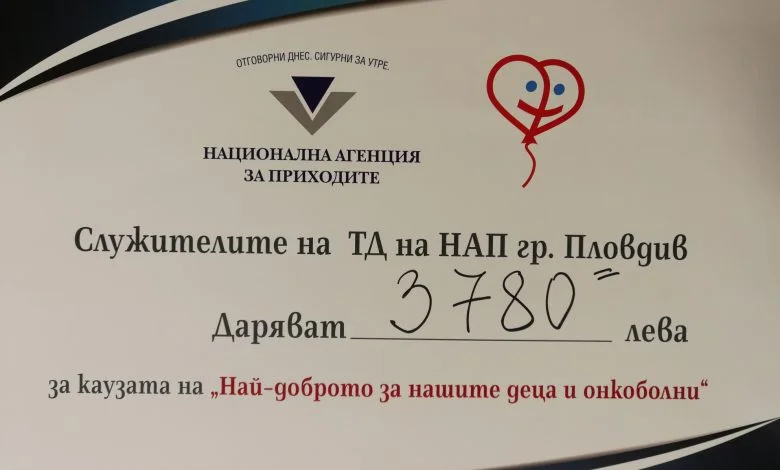 ОТГОВОРНИ ДНЕС. СИГУРНИ ЗА УТРЕ.
НАЦИОНАЛНА АГЕНЦИЯ
ЗА ПРИХОДИТЕ
Служителите на ТД на НАП гр. Пловдив
Даряват 3780= лева
за каузата на „Най-доброто за нашите деца и онкоболни“